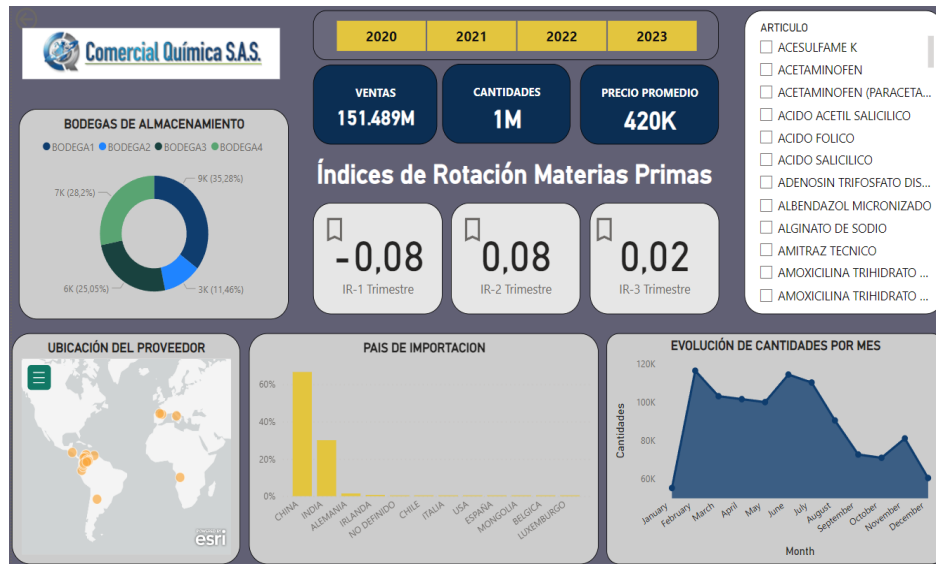 Comercial Química S.A.S.
2020 2021 2022 2023
VENTAS
151.489M
CANTIDADES
1M
PRECIO PROMEDIO
420K
BODEGAS DE ALMACENAMIENTO
BODEGA1 BODEGA2 BODEGA3 BODEGA4
9K (35,28%)
3K (11,46%)
6K (25,05%)
7K (28,2%)
Índices de Rotación Materias Primas
-0,08
IR-1 Trimestre
0,08
IR-2 Trimestre
0,02
IR-3 Trimestre
ARTICULO
ACESULFAME K
ACETAMINOFEN
ACETAMINOFEN (PARACETA...
ACIDO ACETIL SALICILICO
ACIDO FOLICO
ACIDO SALICILICO
ADENOSIN TRIFOSFATO DIS...
ALBENDAZOL MICRONIZADO
ALGINATO DE SODIO
AMITRAZ TECNICO
AMOXICILINA TRIHIDRATO ...
AMOXICILINA TRIHIDRATO ...
UBICACIÓN DEL PROVEEDOR
esri
PAIS DE IMPORTACION
60%
40%
20%
0%
CHINA
INDIA
ALEMANIA
IRLANDA
NO DEFINIDO
CHILE
ITALIA
USA
ESPAÑA
MONGOLIA
BELGICA
LUXEMBURGO
EVOLUCIÓN DE CANTIDADES POR MES
Cantidades
120K
100K
80K
60K
January
February
March
April
May
June
July
August
September
October
November
December
Month